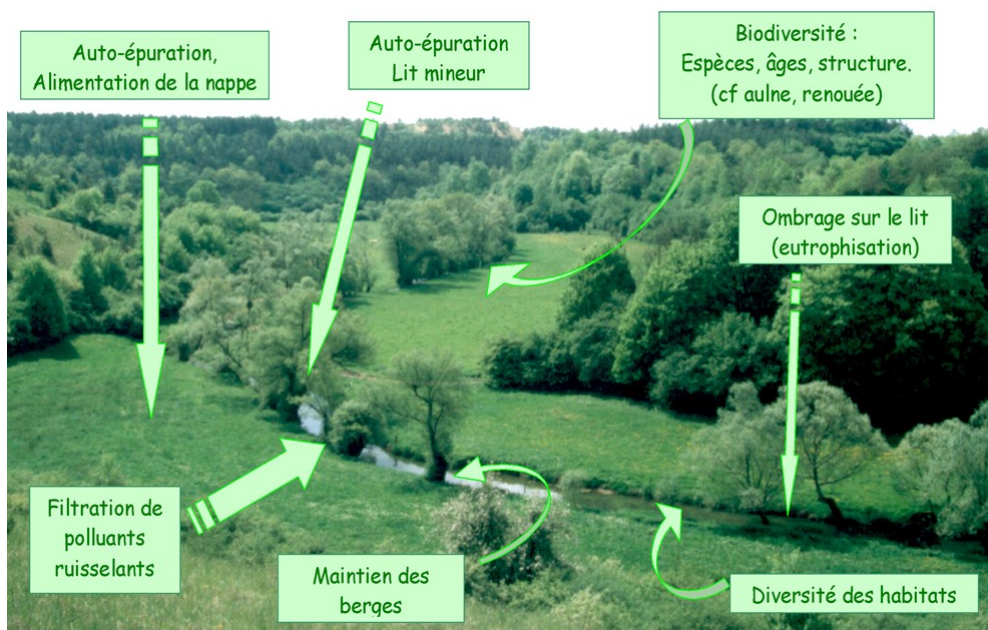 Auto-épuration,
Alimentation de la nappe
Auto-épuration
Lit mineur
Biodiversité :
Espèces, âges, structure.
(cf aulne, renouée)
Ombrage sur le lit
(eutrophisation)
Filtration de
polluants
ruisselants
Maintien des
berges
Diversité des habitats